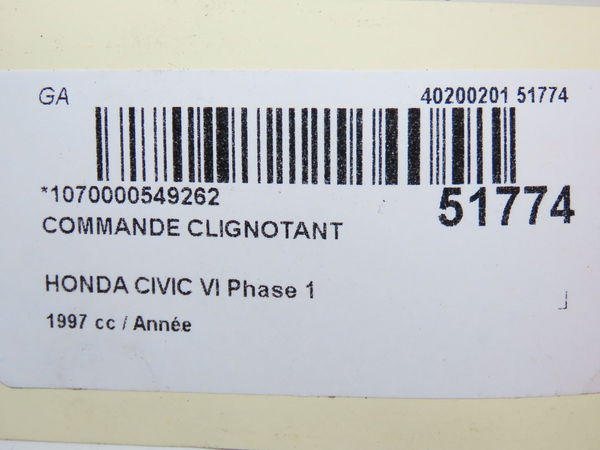 GA 40200201 51774
*1070000549262 51774
COMMANDE CLIGNOTANT
HONDA CIVIC VI Phase 1
1997 cc / Année